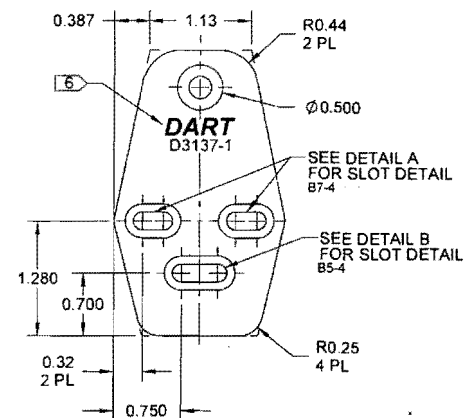 0.387
1.13
R0.44
2 PL
6
Ø0.500
DART
D3137-1
SEE DETAIL A
FOR SLOT DETAIL
B7-4
SEE DETAIL B
FOR SLOT DETAIL
B5-4
1.280
0.700
0.32
2 PL
R0.25
4 PL
0.750